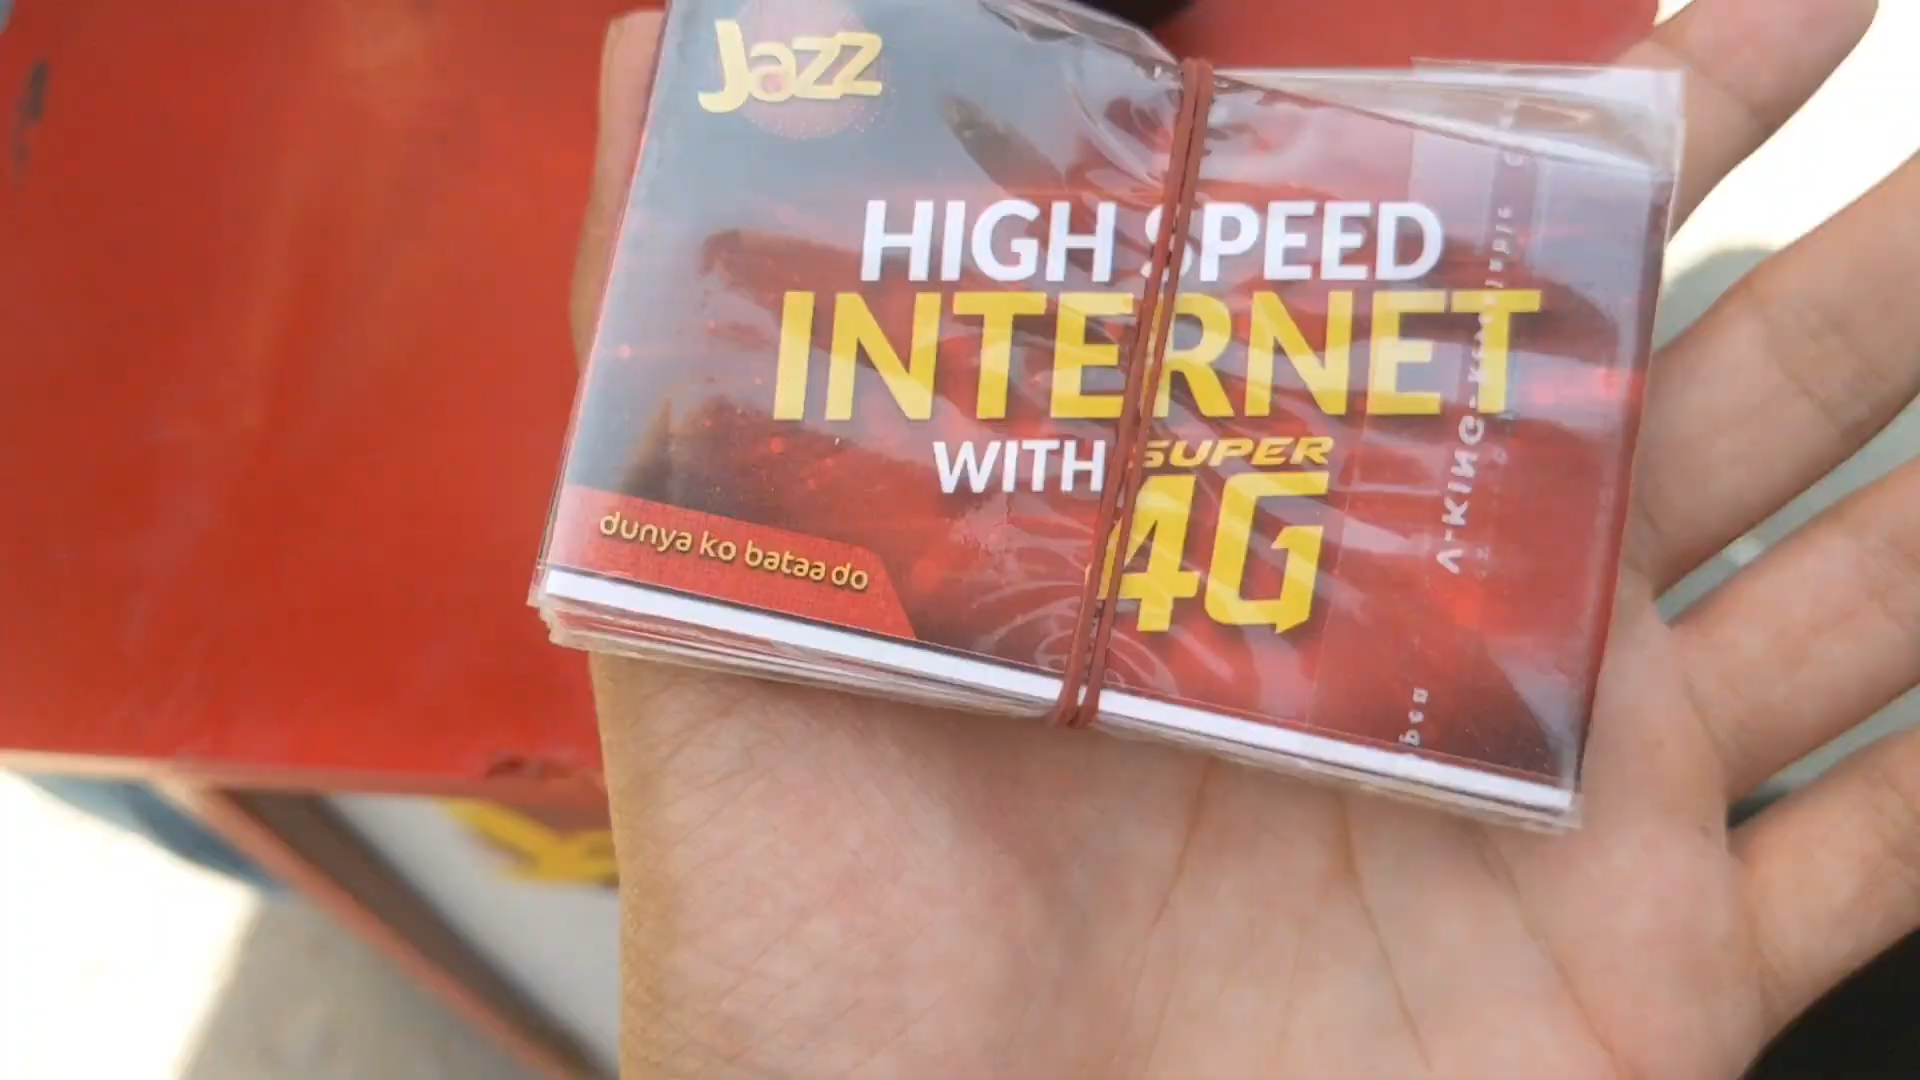 Jazz
HIGH SPEED
INTERNET
WITH SUPER
4G
dunya ko bataa do